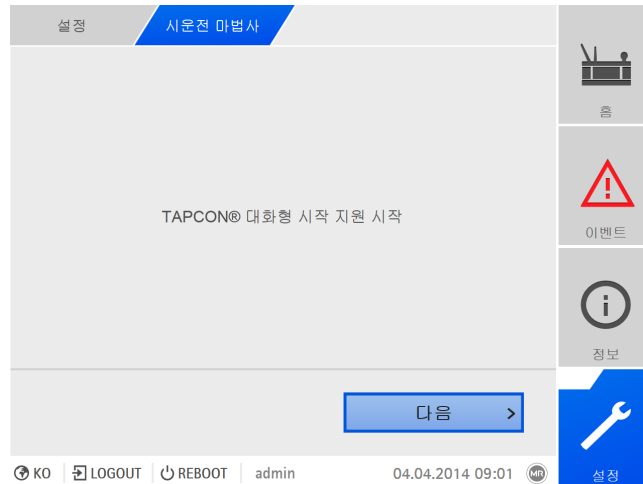 설정 시운전 마법사
홈
TAPCON® 대화형 시작 지원 시작
이벤트
정보
다음 >
KO LOGOUT REBOOT admin 04.04.2014 09:01 MR
설정